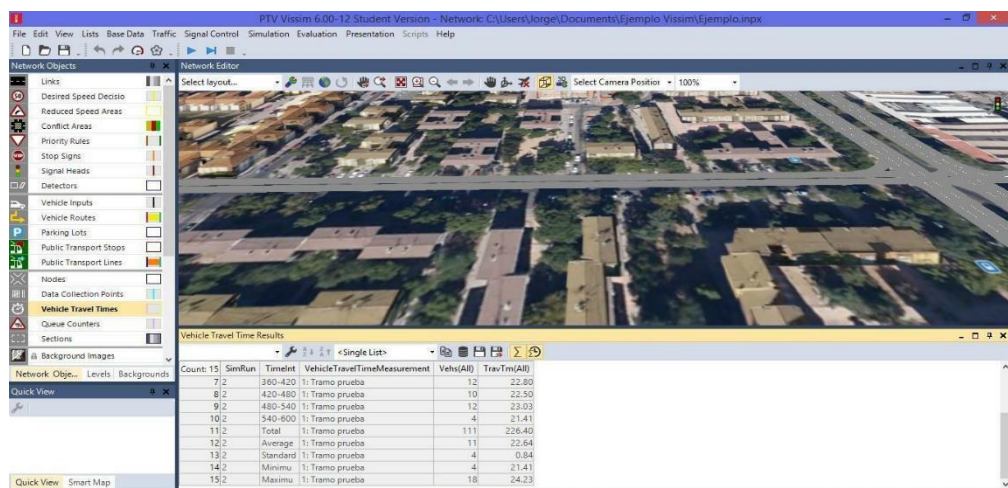 PTV Vissim 6.00-12 Student Version - Network: C:\Users\Jorge\Documents\Ejemplo Vissim\Ejemplo.inpx
File Edit View Lists Base Data Traffic Signal Control Simulation Evaluation Presentation Scripts Help
Network Objects
Links
Desired Speed Decisio
Reduced Speed Areas
Conflict Areas
Priority Rules
Stop Signs
Signal Heads
Detectors
Vehicle Inputs
Vehicle Routes
Parking Lots
Public Transport Stops
Public Transport Lines
Nodes
Data Collection Points
Vehicle Travel Times
Queue Counters
Sections
Background Images
Network Obje... Levels Backgrounds
Quick View
Quick View Smart Map
Network Editor
Select layout... Select Camera Positior 100%
Vehicle Travel Time Results
<Single List>
Count: 15 SimRun TimeInt VehicleTravelTimeMeasurement Vehs(All) TravTm(All)
7 2 360-420 1: Tramo prueba 12 22.80
8 2 420-480 1: Tramo prueba 10 22.50
9 2 480-540 1: Tramo prueba 12 23.03
10 2 540-600 1: Tramo prueba 4 21.41
11 2 Total 1: Tramo prueba 111 226.40
12 2 Average 1: Tramo prueba 11 22.64
13 2 Standard 1: Tramo prueba 4 0.84
14 2 Minimu 1: Tramo prueba 4 21.41
15 2 Maximu 1: Tramo prueba 18 24.23